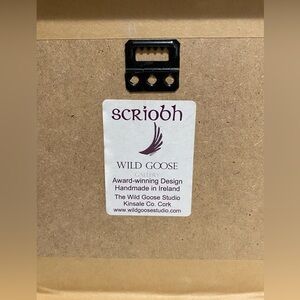 scríobh
WILD GOOSE
GALLERY
Award-winning Design
Handmade in Ireland
The Wild Goose Studio
Kinsale Co. Cork
www.wildgoosestudio.com